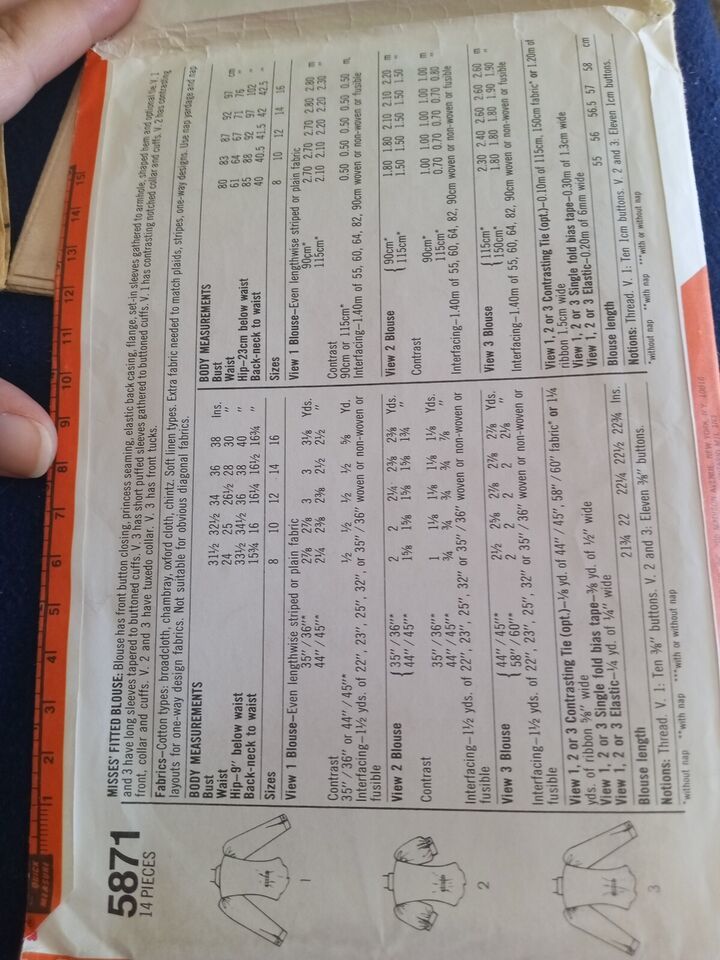 QUICK MEASURE
1 2 3 4 5 6 7 8 9 10 11 12 13 14 15
5871
14 PIECES
1
2
3
MISSES' FITTED BLOUSE: Blouse has front button closing, princess seaming, elastic back casing, flange, set-in sleeves gathered to armhole, shaped hem and optional tie. V. 1
and 3 have long sleeves tapered to buttoned cuffs. V. 3 has short puffed sleeves gathered to buttoned cuffs. V. 1 has contrasting notched collar and cuffs. V. 2 has contrasting
front, collar and cuffs. V. 2 and 3 have tuxedo collar. V. 3 has front tucks.
Fabrics—Cotton types: broadcloth, chambray, oxford cloth, chintz. Soft linen types. Extra fabric needed to match plaids, stripes, one-way designs. Use nap yardage and nap
layouts for one-way design fabrics. Not suitable for obvious diagonal fabrics.
BODY MEASUREMENTS
Bust 31½ 32½ 34 36 38 Ins.
Waist 24 25 26½ 28 30 "
Hip—9" below waist 33½ 34½ 36 38 40 "
Back-neck to waist 15¾ 16 16¼ 16½ 16¾ "
Sizes 8 10 12 14 16
View 1 Blouse—Even lengthwise striped or plain fabric
35" / 36"* 2⅞ 2⅞ 3 3 3⅛ Yds.
44" / 45"* 2¼ 2⅜ 2⅜ 2½ 2½ "
Contrast
35" / 36" or 44" / 45"* ½ ½ ½ ½ ⅝ Yd.
Interfacing—1½ yds. of 22", 23", 25", 32", or 35" / 36" woven or non-woven or
fusible
View 2 Blouse
35" / 36"* 2 2 2¼ 2⅜ 2⅜ Yds.
44" / 45"* 1⅝ 1⅝ 1⅝ 1⅝ 1¾ "
Contrast
35" / 36"* 1 1⅛ 1⅛ 1⅛ 1⅛ Yds.
44" / 45"* ¾ ¾ ¾ ¾ ⅞ "
Interfacing—1½ yds. of 22", 23", 25", 32" or 35" / 36" woven or non-woven or
fusible
View 3 Blouse
44" / 45"* 2½ 2⅝ 2⅞ 2⅞ 2⅞ Yds.
58" / 60"* 2 2 2 2 2⅛ "
Interfacing—1½ yds. of 22", 23", 25", 32" or 35" / 36" woven or non-woven or
fusible
View 1, 2 or 3 Contrasting Tie (opt.)—⅛ yd. of 44" / 45", 58" / 60" fabric* or 1¼
yds. of ribbon ⅝" wide
View 1, 2 or 3 Single fold bias tape—⅜ yd. of ½" wide
View 1, 2 or 3 Elastic—¼ yd. of ¼" wide
Blouse length 21¾ 22 22¼ 22½ 22¾ Ins.
Notions: Thread. V. 1: Ten ⅜" buttons. V. 2 and 3: Eleven ⅜" buttons.
*without nap **with nap ***with or without nap
BODY MEASUREMENTS
Bust 80 83 87 92 97 cm
Waist 61 64 67 71 76 "
Hip—23cm below waist 85 88 92 97 102 "
Back-neck to waist 40 40.5 41.5 42 42.5 "
Sizes 8 10 12 14 16
View 1 Blouse—Even lengthwise striped or plain fabric
90cm* 2.70 2.70 2.70 2.80 2.80 m
115cm* 2.10 2.10 2.20 2.20 2.30 "
Contrast
90cm or 115cm* 0.50 0.50 0.50 0.50 0.50 m
Interfacing—1.40m of 55, 60, 64, 82, 90cm woven or non-woven or fusible
View 2 Blouse
90cm* 1.80 1.80 2.10 2.10 2.20 m
115cm* 1.50 1.50 1.50 1.50 1.50 "
Contrast
90cm* 1.00 1.00 1.00 1.00 1.00 m
115cm* 0.70 0.70 0.70 0.70 0.80 "
Interfacing—1.40m of 55, 60, 64, 82, 90cm woven or non-woven or fusible
View 3 Blouse
115cm* 2.30 2.40 2.60 2.60 2.60 m
150cm* 1.80 1.80 1.80 1.90 1.90 "
Interfacing—1.40m of 55, 60, 64, 82, 90cm woven or non-woven or fusible
View 1, 2 or 3 Contrasting Tie (opt.)—0.10m of 115cm, 150cm fabric* or 1.20m of
ribbon 1.5cm wide
View 1, 2 or 3 Single fold bias tape—0.30m of 1.3cm wide
View 1, 2 or 3 Elastic—0.20m of 6mm wide
Blouse length 55 56 56.5 57 58 cm
Notions: Thread. V. 1: Ten 1cm buttons. V. 2 and 3: Eleven 1cm buttons.
*without nap **with nap ***with or without nap
AVENUE, NEW YORK, N.Y. 10016